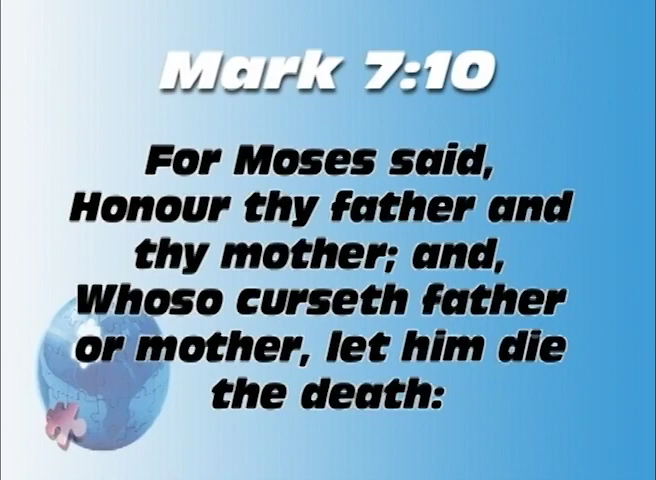 Mark 7:10
For Moses said,
Honour thy father and
thy mother; and,
Whoso curseth father
or mother, let him die
the death: